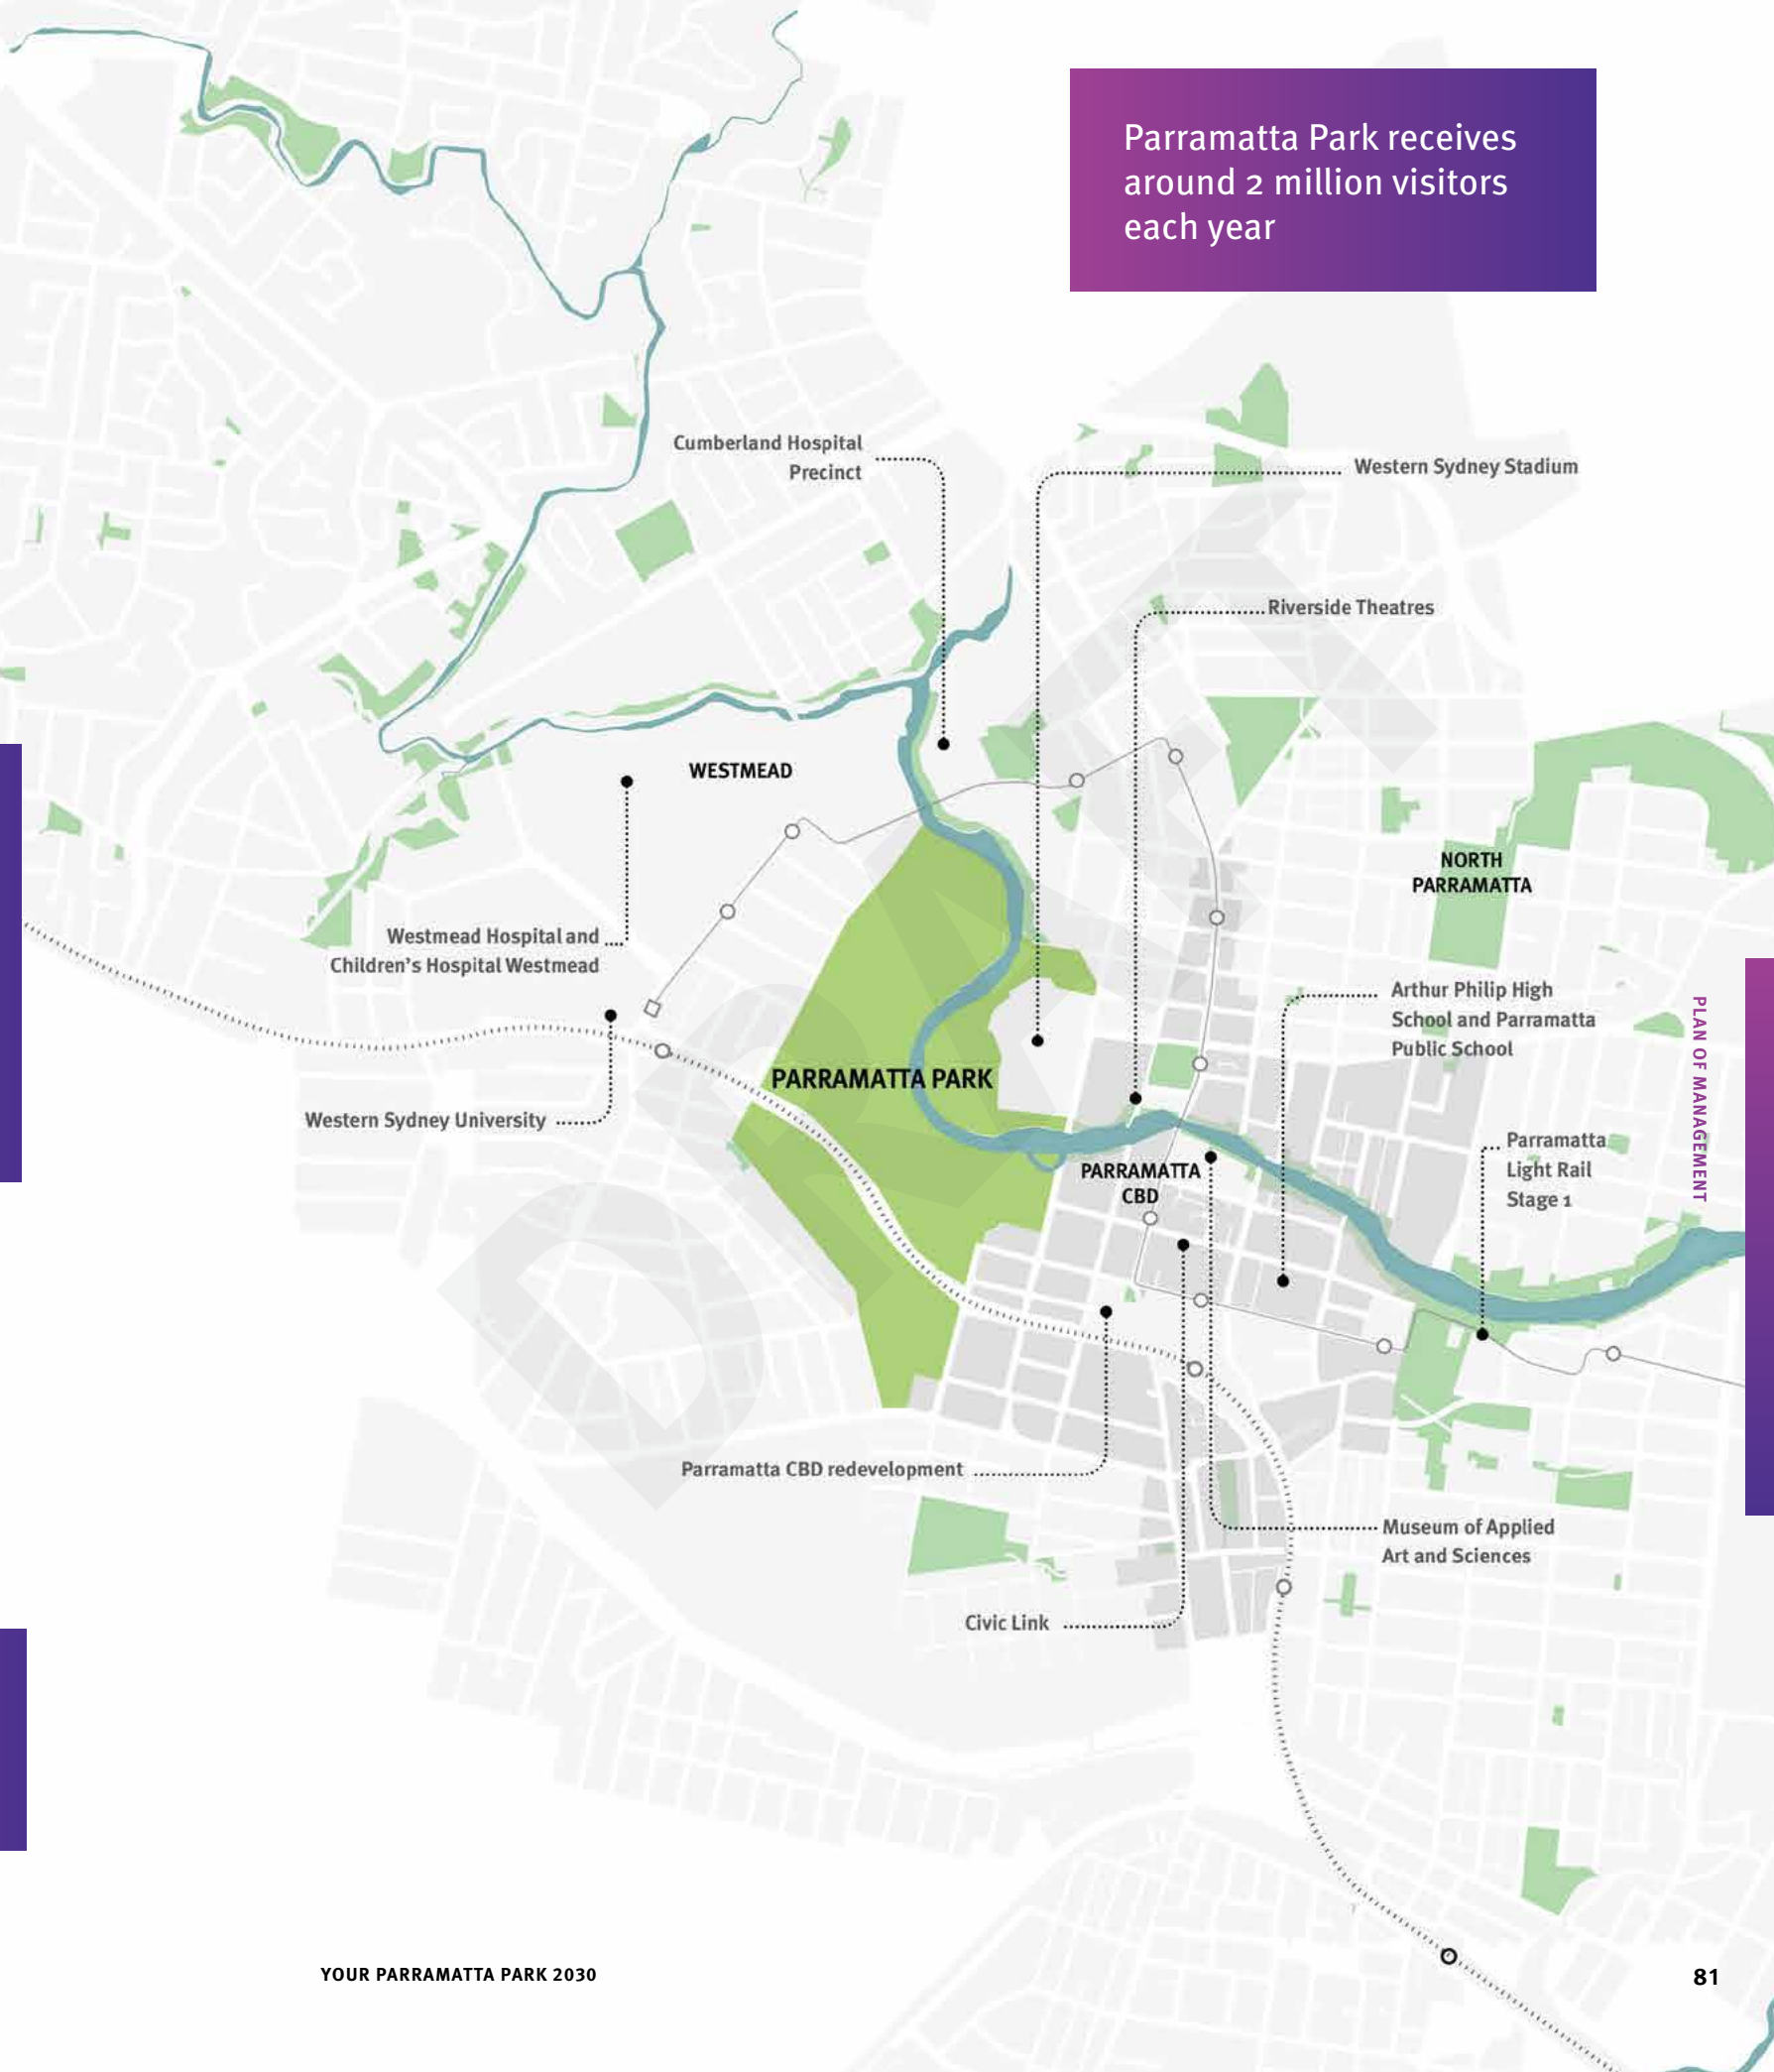 Parramatta Park receives
around 2 million visitors
each year
Cumberland Hospital
Precinct
Western Sydney Stadium
Riverside Theatres
WESTMEAD
NORTH
PARRAMATTA
Westmead Hospital and
Children's Hospital Westmead
Arthur Philip High
School and Parramatta
Public School
PLAN OF MANAGEMENT
PARRAMATTA PARK
Western Sydney University
Parramatta
Light Rail
Stage 1
PARRAMATTA
CBD
Parramatta CBD redevelopment
Museum of Applied
Art and Sciences
Civic Link
DRAFT
YOUR PARRAMATTA PARK 2030
81